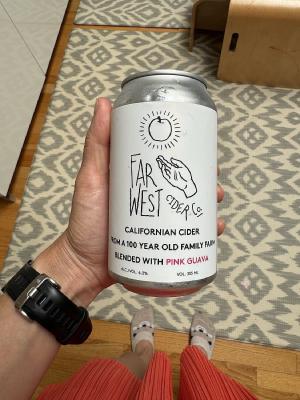 FAR
WEST
CIDER CO!
CALIFORNIAN CIDER
FROM A 100 YEAR OLD FAMILY FARM
BLENDED WITH PINK GUAVA
ALC./VOL. 6.2% VOL. 355 ML